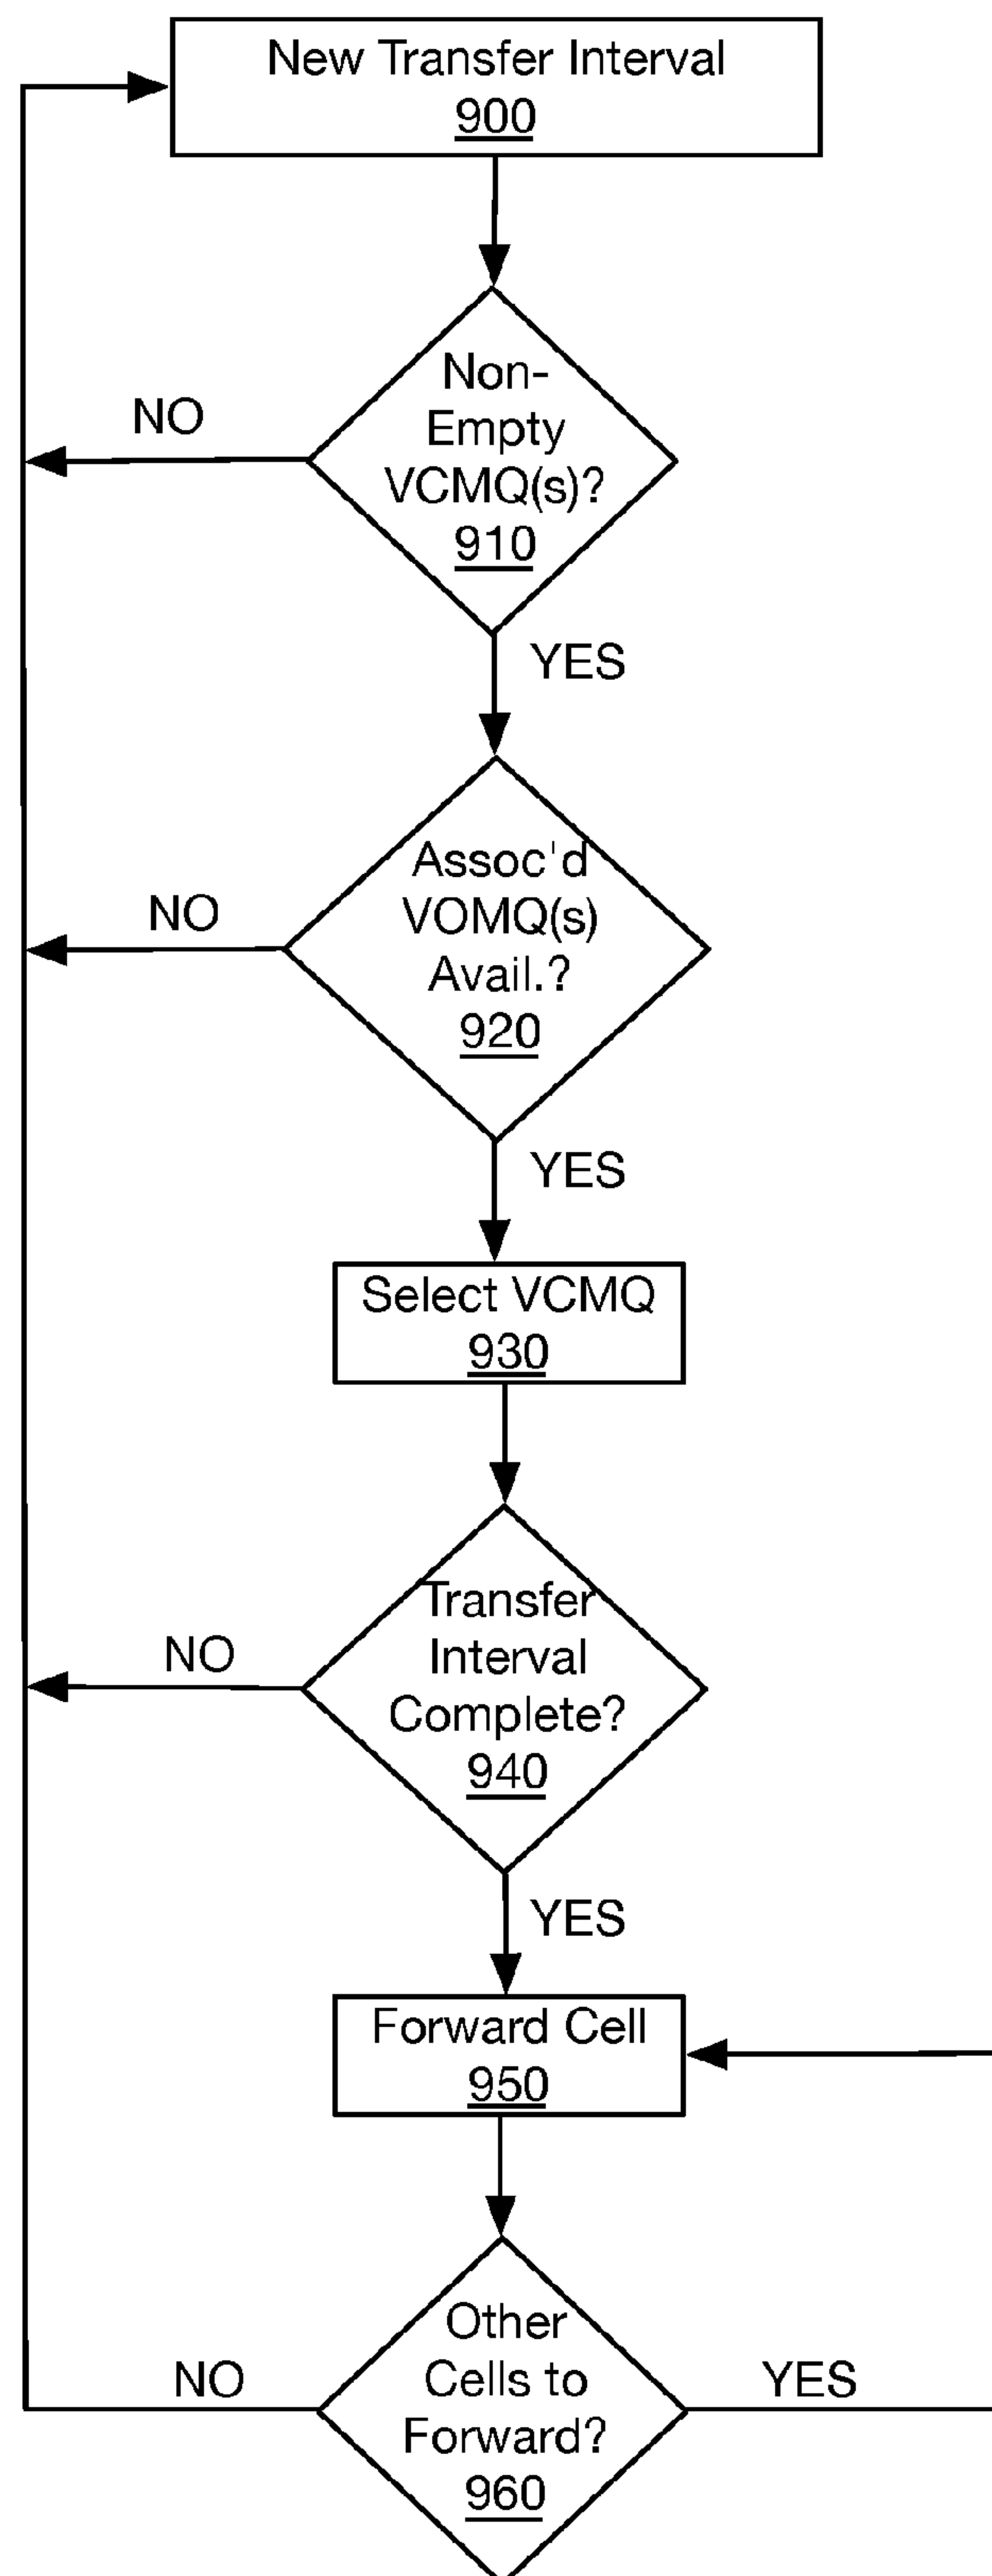 New Transfer Interval
900
Non-
Empty
VCMQ(s)?
910
NO
YES
Assoc'd
VOMQ(s)
Avail.?
920
NO
YES
Select VCMQ
930
Transfer
Interval
Complete?
940
NO
YES
Forward Cell
950
Other
Cells to
Forward?
960
NO
YES